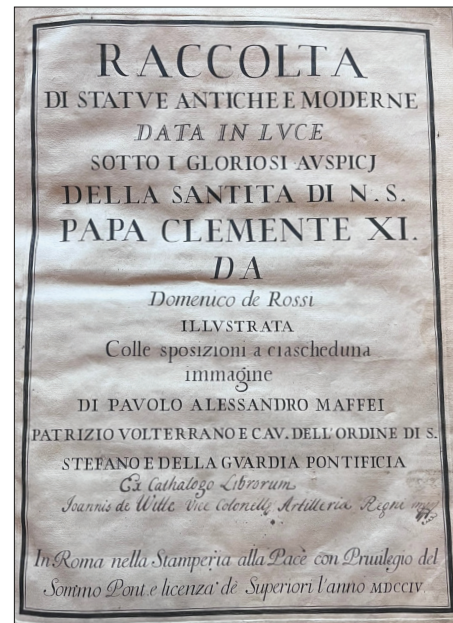 RACCOLTA
DI STATVE ANTICHE E MODERNE
DATA IN LVCE
SOTTO I GLORIOSI AVSPICJ
DELLA SANTITA DI N. S.
PAPA CLEMENTE XI.
DA
Domenico de Rossi
ILLVSTRATA
Colle sposizioni a ciascheduna
immagine
DI PAVOLO ALESSANDRO MAFFEI
PATRIZIO VOLTERRANO E CAV. DELL'ORDINE DI S.
STEFANO E DELLA GVARDIA PONTIFICIA
Ex Cathalogo Librorum
Joannis de Witte Vice Colonelli Artilleria Regni
In Roma nella Stamperia alla Pace con Priuilegio del
Sommo Pont. e licenza de Superiori l'anno MDCCIV.